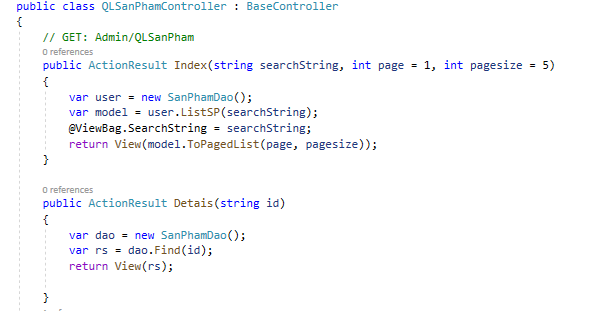 public class QLSanPhamController : BaseController
{
// GET: Admin/QLSanPham
0 references
public ActionResult Index(string searchString, int page = 1, int pagesize = 5)
{
var user = new SanPhamDao();
var model = user.ListSP(searchString);
@ViewBag.SearchString = searchString;
return View(model.ToPagedList(page, pagesize));
}
0 references
public ActionResult Detais(string id)
{
var dao = new SanPhamDao();
var rs = dao.Find(id);
return View(rs);
}